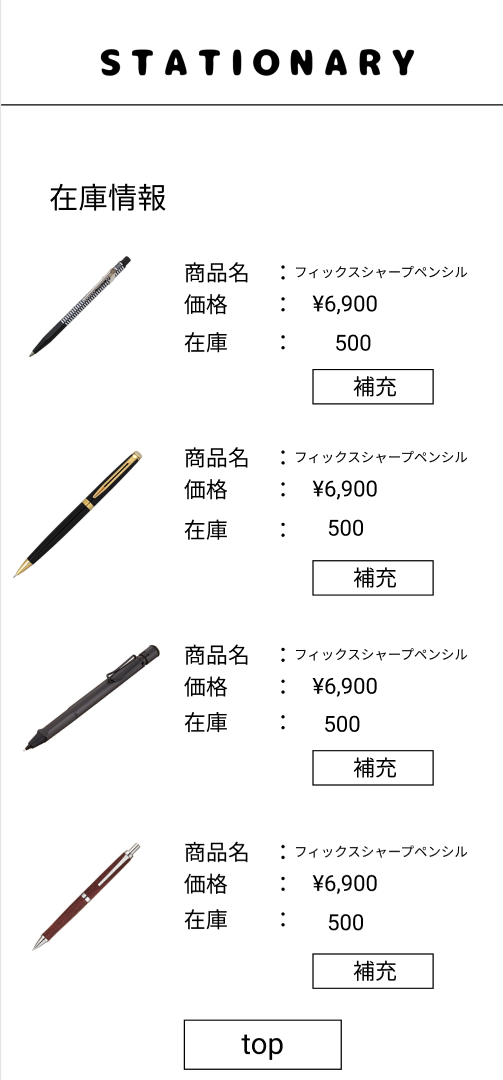 STATIONARY
在庫情報
商品名 ：フィックスシャープペンシル
価格 ： ¥6,900
在庫 ： 500
補充
商品名 ：フィックスシャープペンシル
価格 ： ¥6,900
在庫 ： 500
補充
商品名 ：フィックスシャープペンシル
価格 ： ¥6,900
在庫 ： 500
補充
商品名 ：フィックスシャープペンシル
価格 ： ¥6,900
在庫 ： 500
補充
top